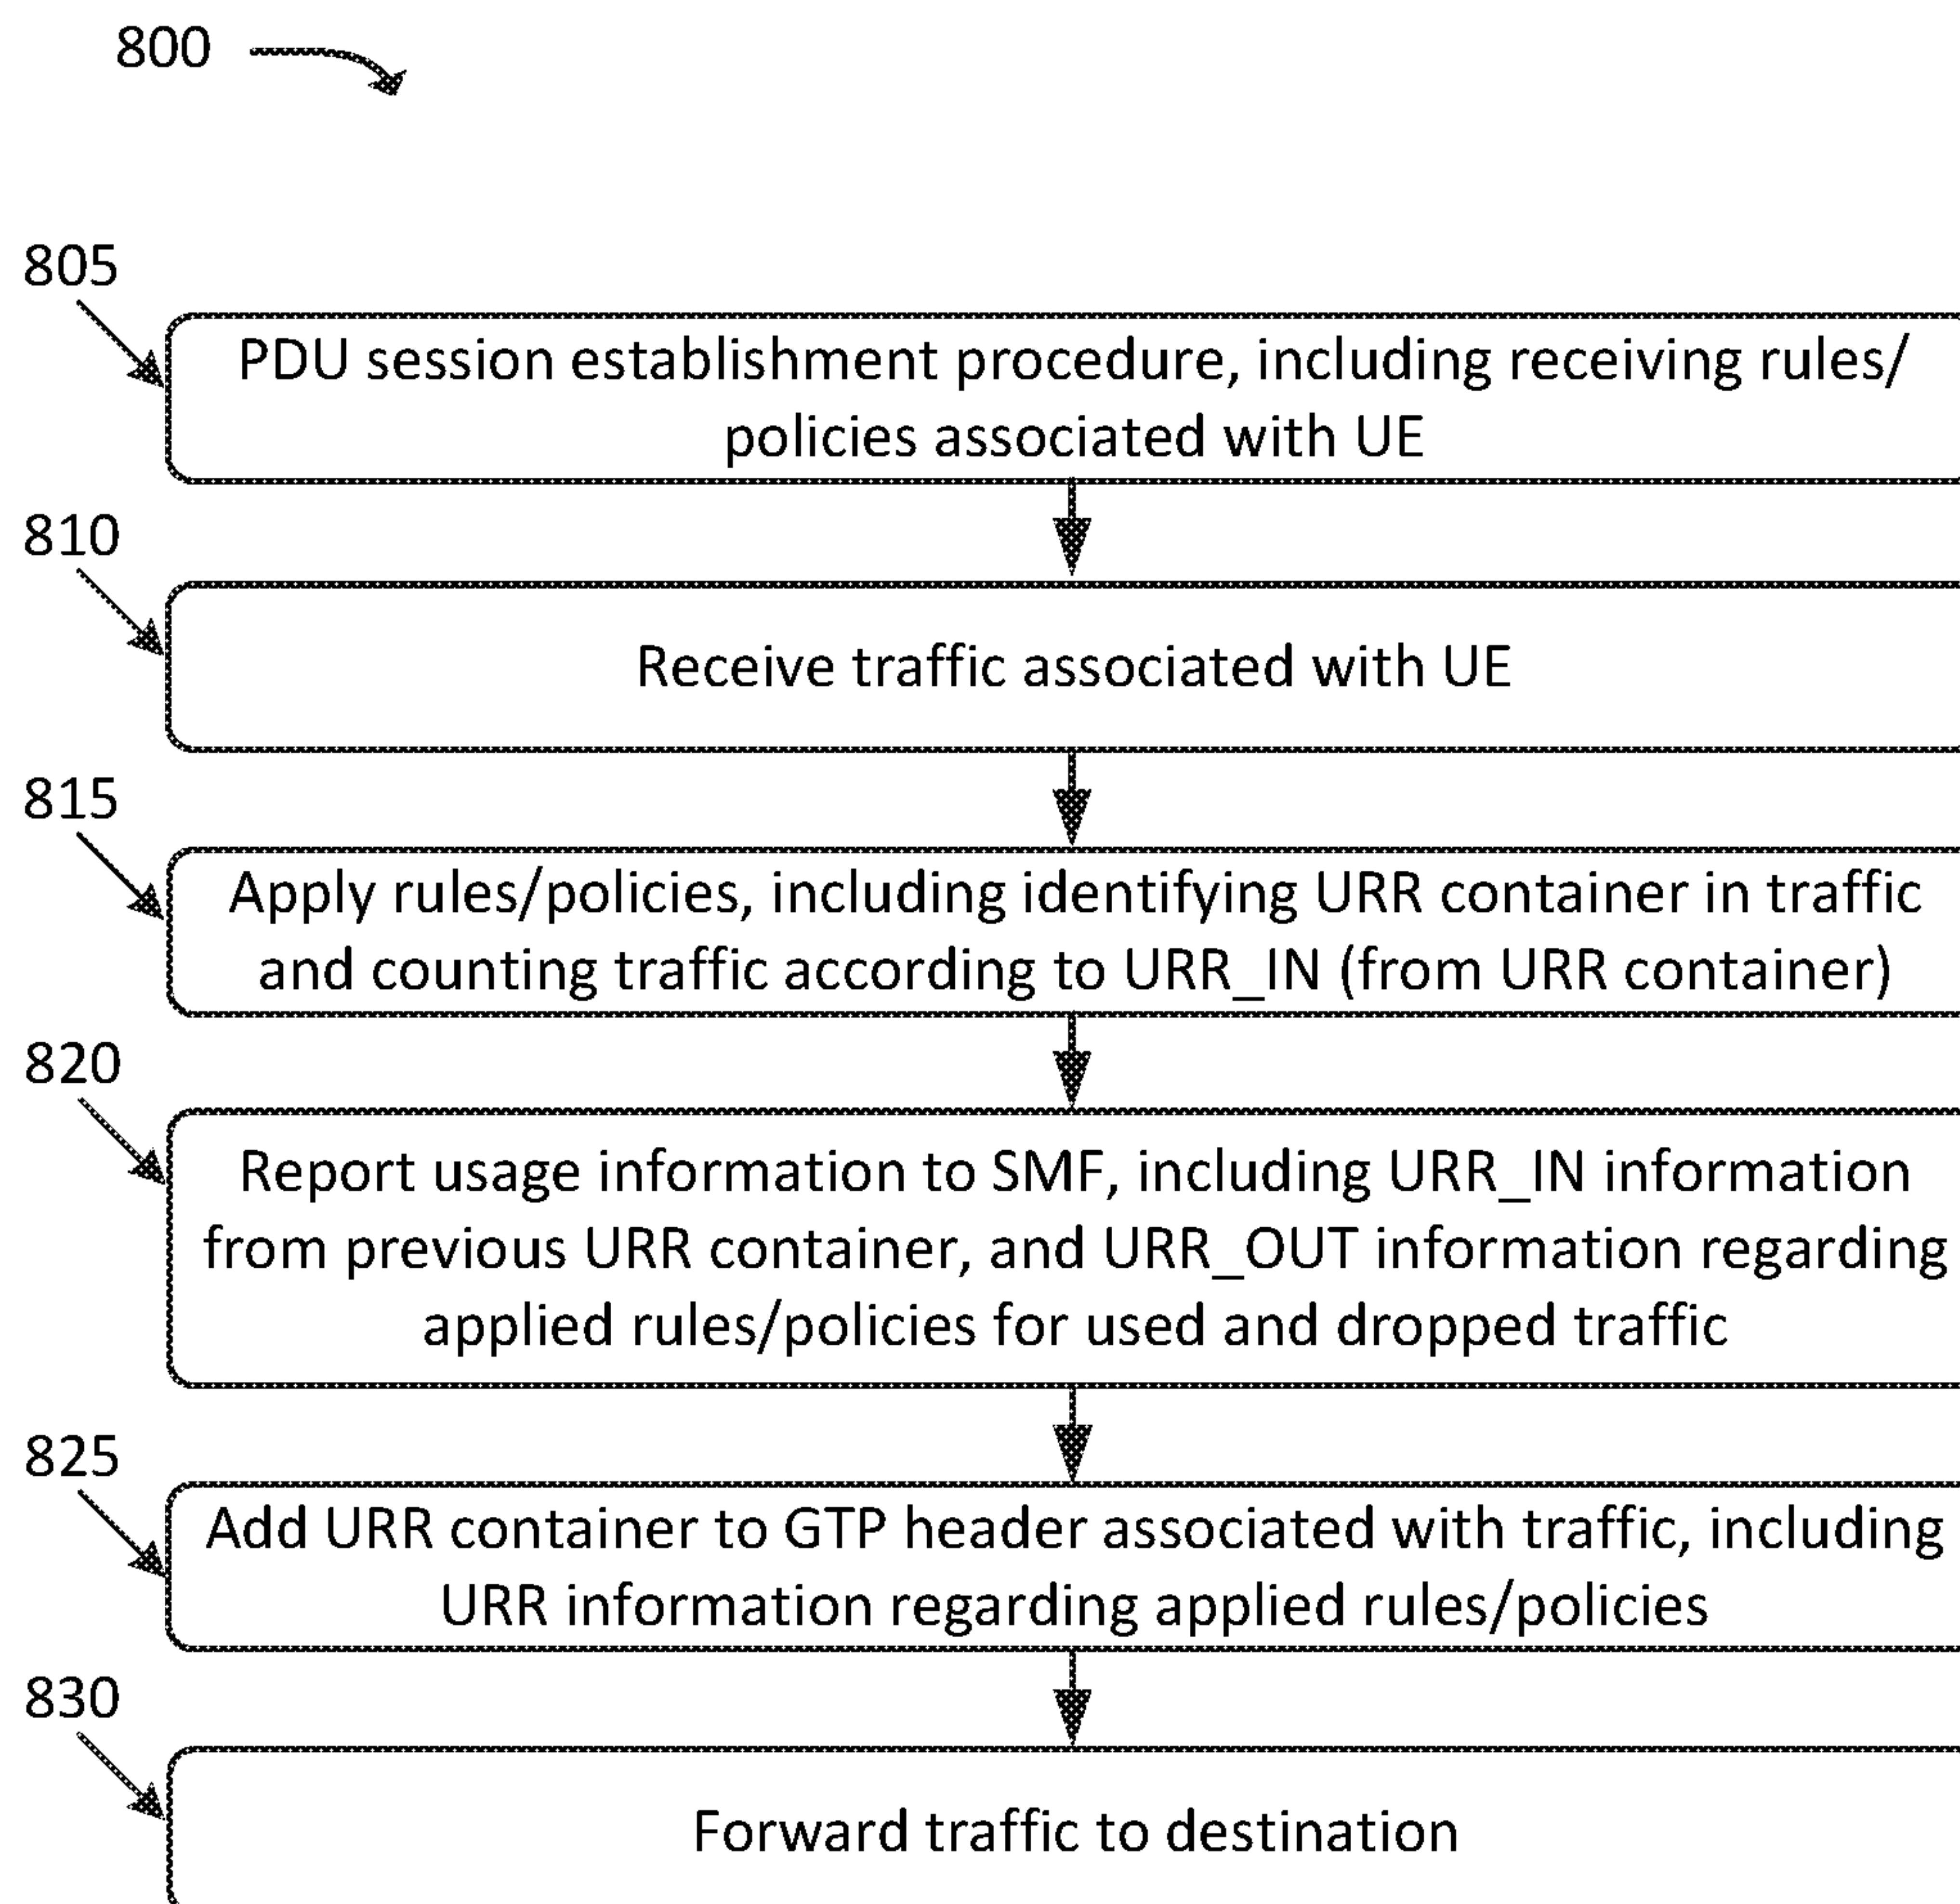 800
805
PDU session establishment procedure, including receiving rules/
policies associated with UE
810
Receive traffic associated with UE
815
Apply rules/policies, including identifying URR container in traffic
and counting traffic according to URR_IN (from URR container)
820
Report usage information to SMF, including URR_IN information
from previous URR container, and URR_OUT information regarding
applied rules/policies for used and dropped traffic
825
Add URR container to GTP header associated with traffic, including
URR information regarding applied rules/policies
830
Forward traffic to destination